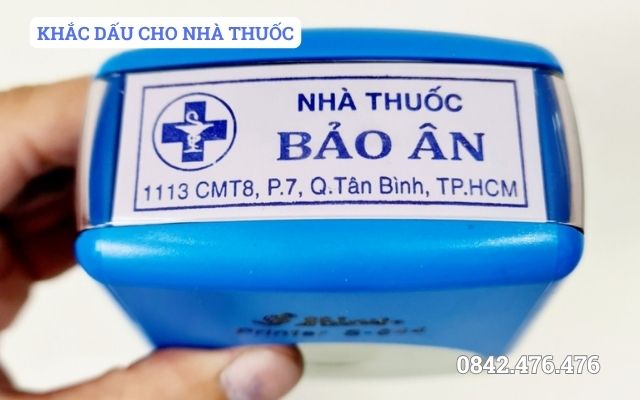 KHẮC DẤU CHO NHÀ THUỐC
NHÀ THUỐC
BẢO ÂN
1113 CMT8, P.7, Q.Tân Bình, TP.HCM
Shiny
Printer
0842.476.476